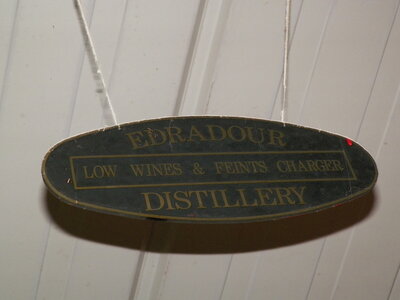 EDRADOUR
LOW WINES & FEINTS CHARGER
DISTILLERY